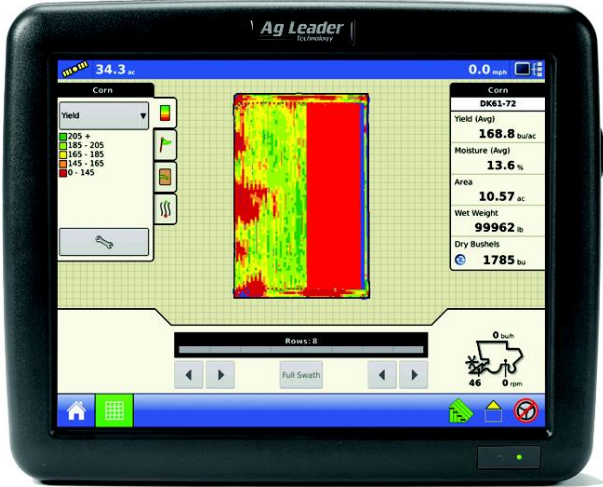 Ag Leader
Technology
34.3 ac
0.0 mph
Corn
Yield
205 +
185 - 205
165 - 185
145 - 165
0 - 145
Corn
DK61-72
Yield (Avg)
168.8 bu/ac
Moisture (Avg)
13.6 %
Area
10.57 ac
Wet Weight
99962 lb
Dry Bushels
1785 bu
Rows: 8
Full Swath
0 bu/h
46
0 rpm